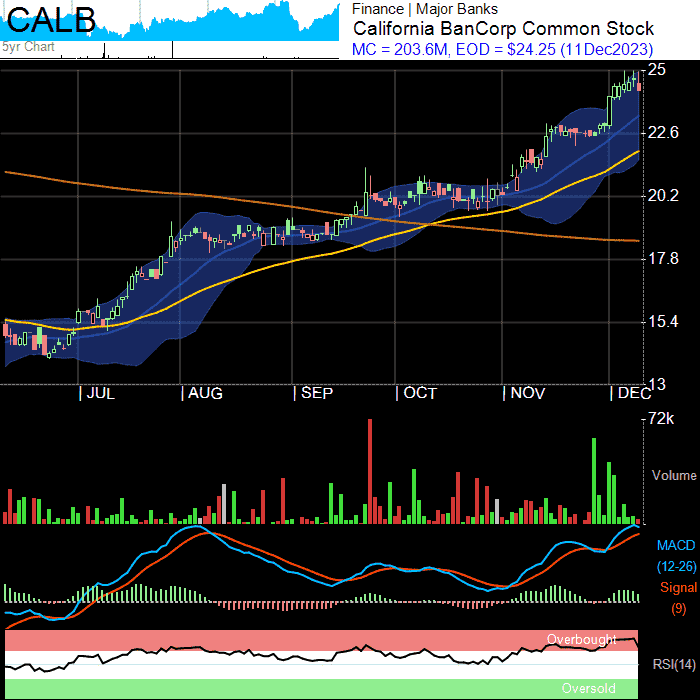 CALB
5yr Chart
Finance | Major Banks
California BanCorp Common Stock
MC = 203.6M, EOD = $24.25 (11Dec2023)
25
22.6
20.2
17.8
15.4
13
| JUL | AUG | SEP | OCT | NOV | DEC
72k
Volume
MACD
(12-26)
Signal
(9)
Overbought
RSI(14)
Oversold